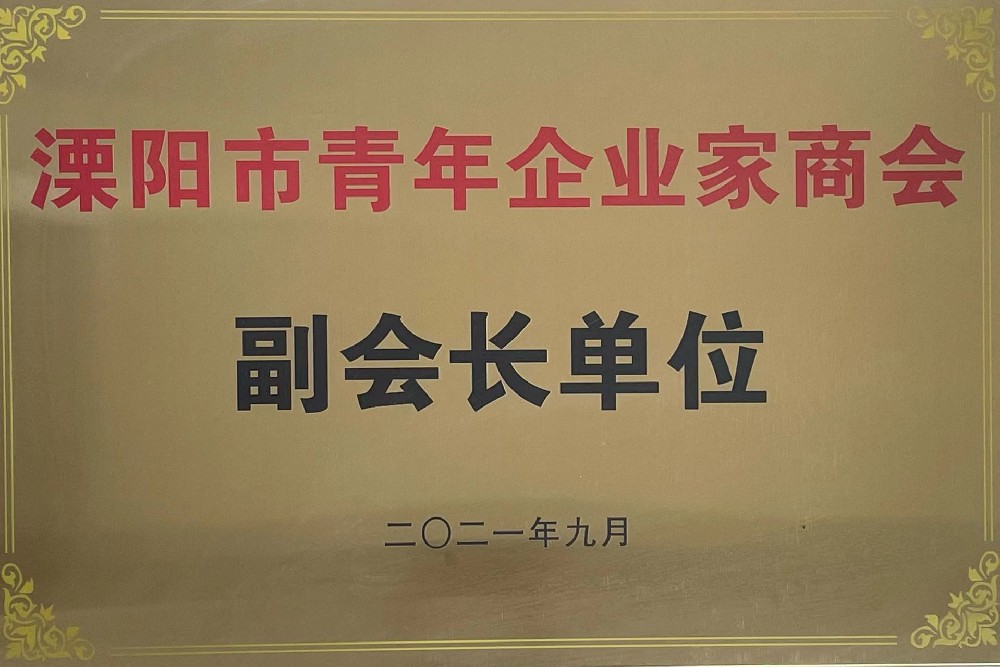 溧阳市青年企业家商会
副会长单位
二〇二一年九月